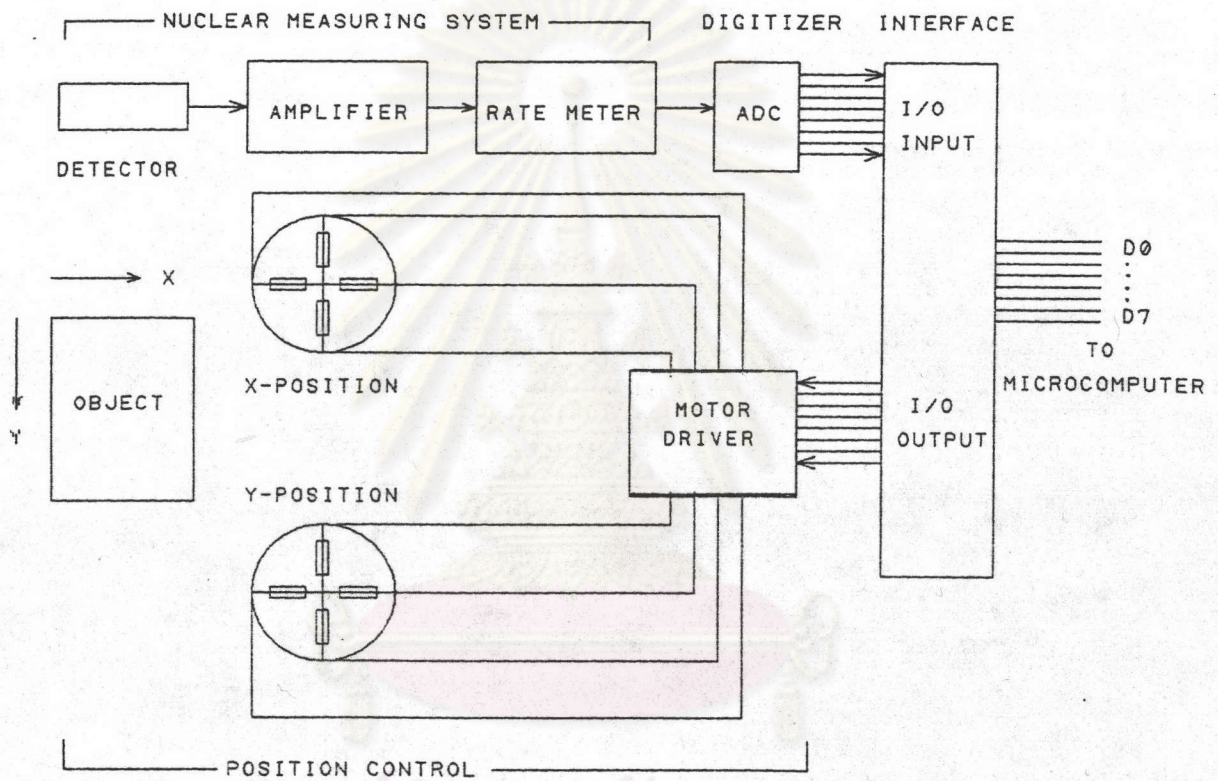 NUCLEAR MEASURING SYSTEM
DIGITIZER INTERFACE
DETECTOR
AMPLIFIER
RATE METER
ADC
I/O
INPUT
X
Y
OBJECT
X-POSITION
Y-POSITION
MOTOR
DRIVER
I/O
OUTPUT
D0
D7
TO
MICROCOMPUTER
POSITION CONTROL